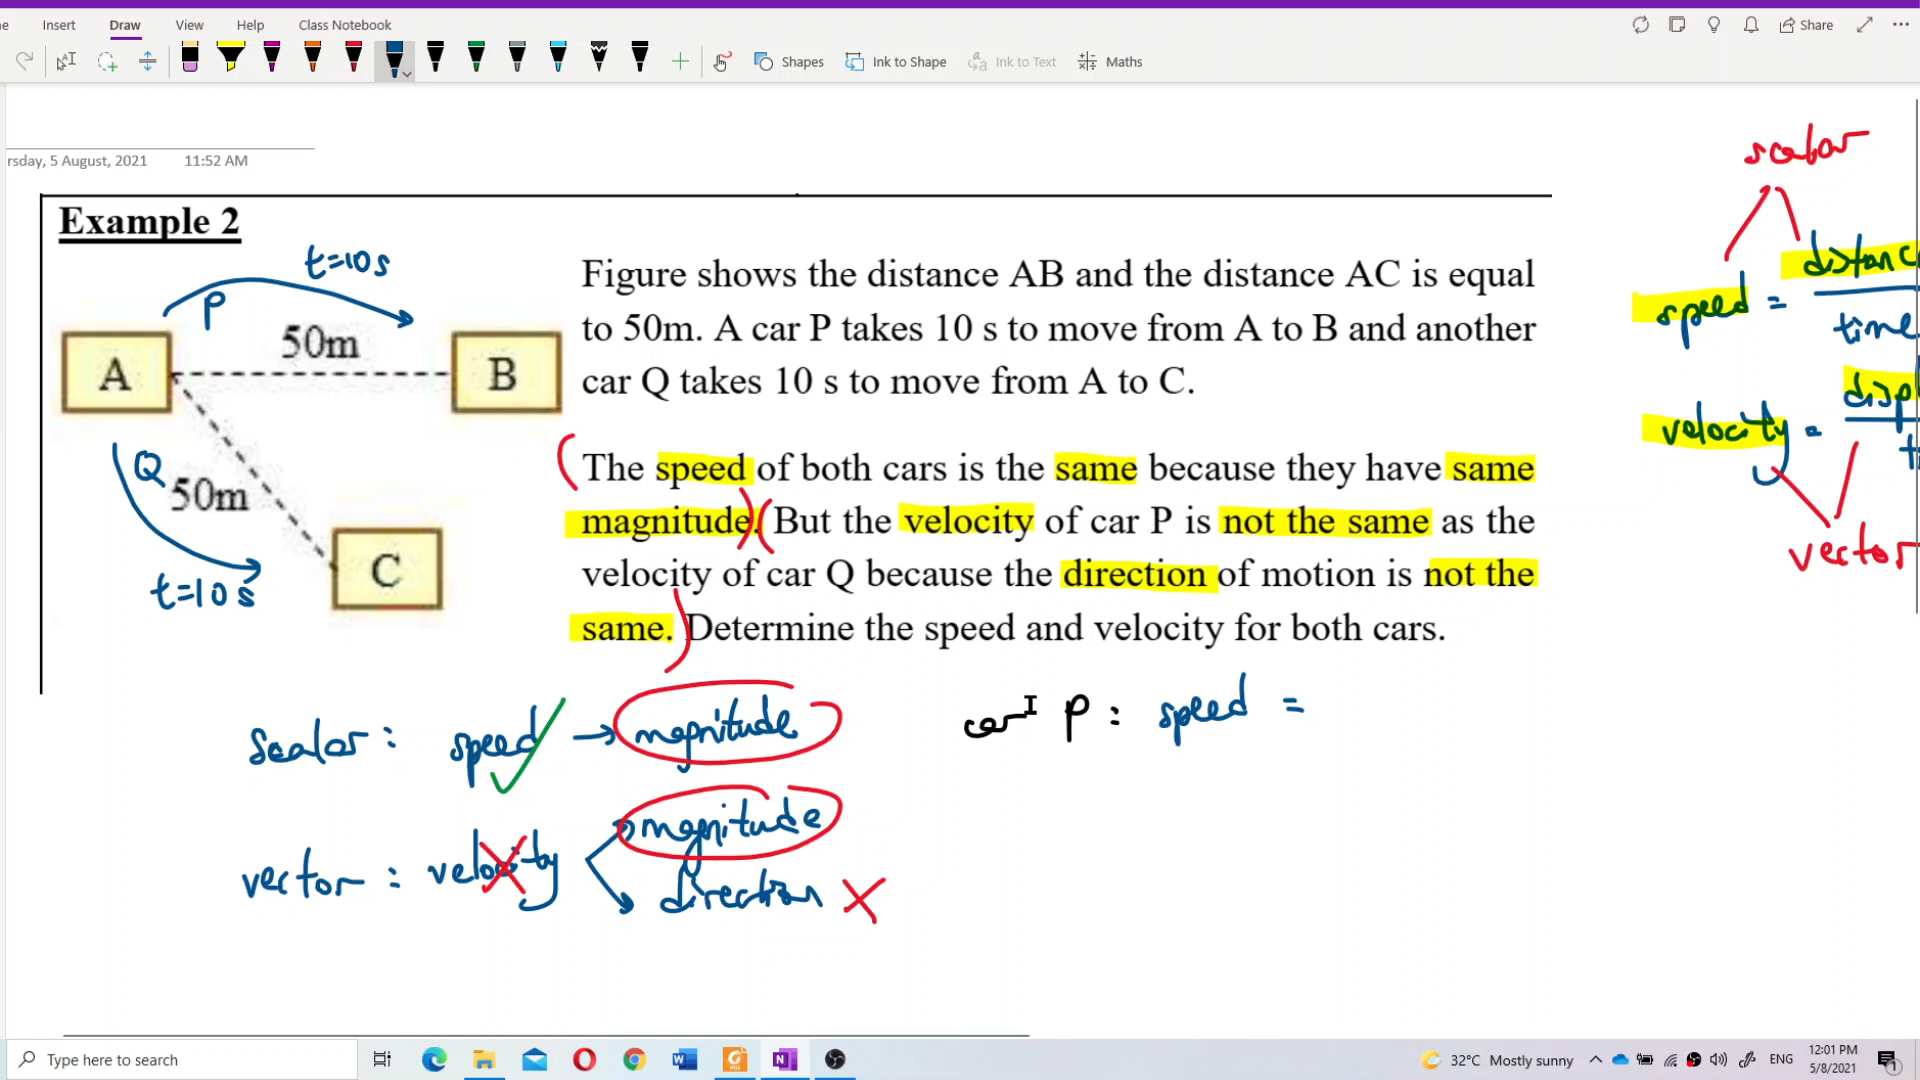 Insert Draw View Help Class Notebook Share
Shapes Ink to Shape Ink to Text Maths
rsday, 5 August, 2021 11:52 AM
Example 2
t=10s
P
50m
A
B
Q
50m
t=10s
C
Figure shows the distance AB and the distance AC is equal
to 50m. A car P takes 10 s to move from A to B and another
car Q takes 10 s to move from A to C.
The speed of both cars is the same because they have same
magnitude. But the velocity of car P is not the same as the
velocity of car Q because the direction of motion is not the
same. Determine the speed and velocity for both cars.
scalar
speed = distanc
time
velocity = displ
t
vector
scalar : speed → magnitude
vector : velocity magnitude
direction
car P : speed =
Type here to search
32°C Mostly sunny ENG 12:01 PM
5/8/2021